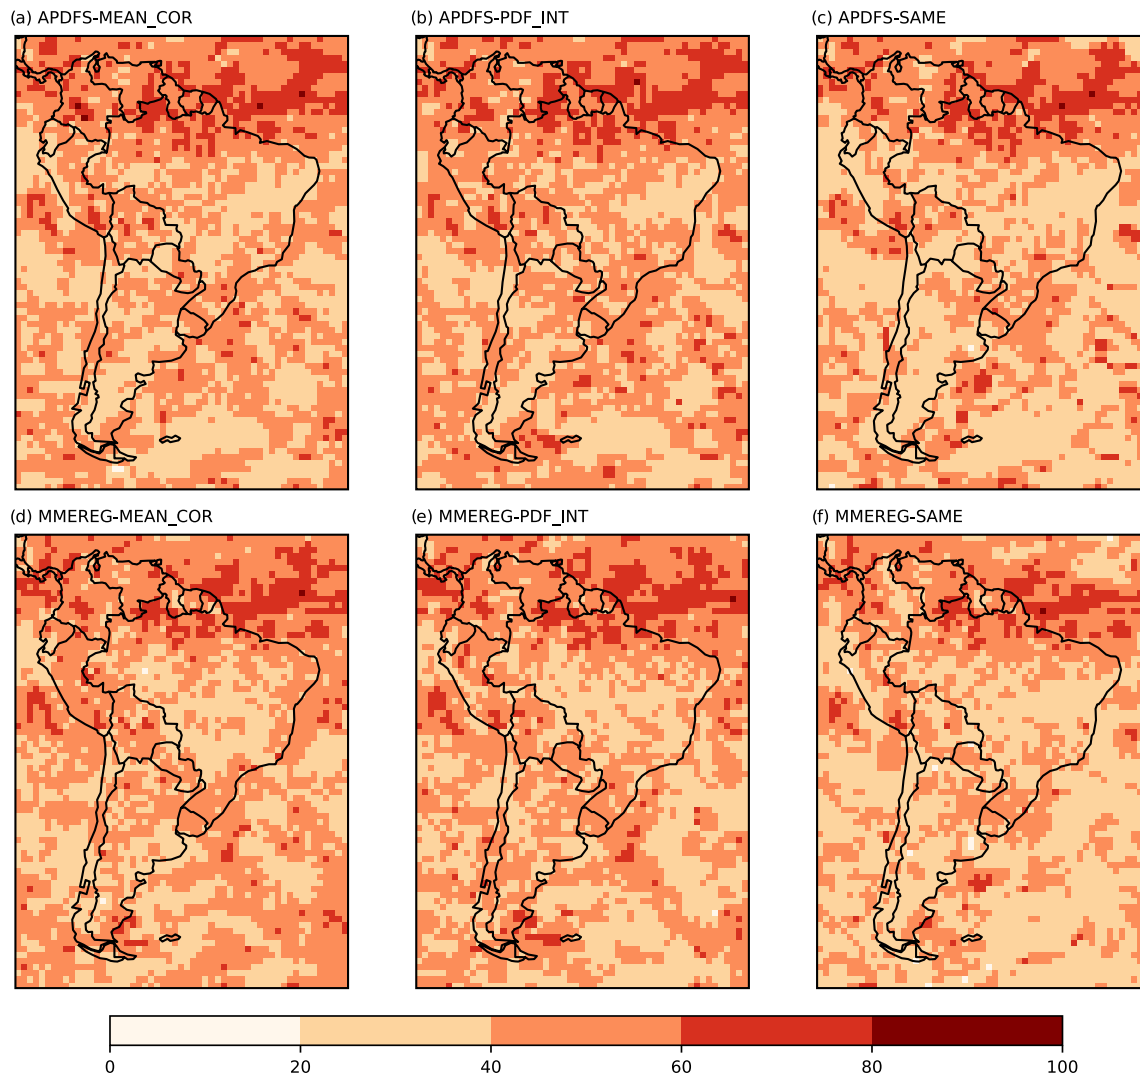 (a) APDFS-MEAN_COR
(b) APDFS-PDF_INT
(c) APDFS-SAME
(d) MMEREG-MEAN_COR
(e) MMEREG-PDF_INT
(f) MMEREG-SAME
0 20 40 60 80 100